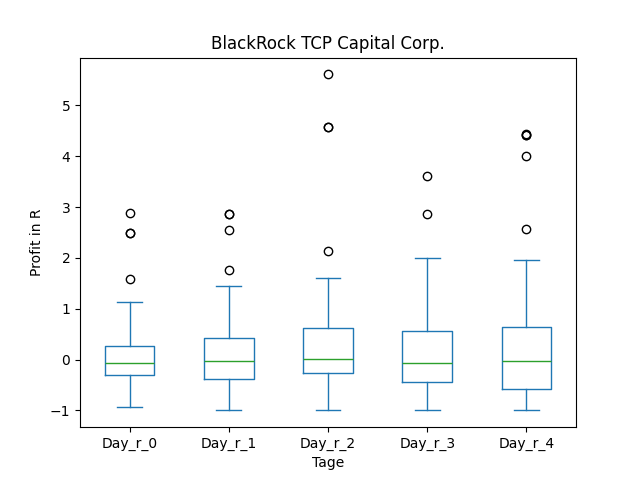 BlackRock TCP Capital Corp.
Profit in R
5
4
3
2
1
0
−1
Day_r_0 Day_r_1 Day_r_2 Day_r_3 Day_r_4
Tage